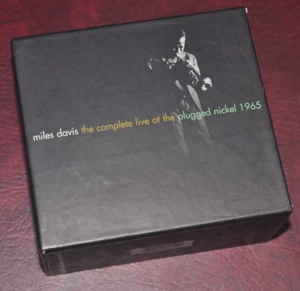 miles davis the complete live at the plugged nickel 1965